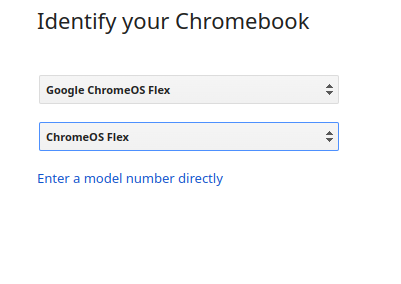 Identify your Chromebook
Google ChromeOS Flex
ChromeOS Flex
Enter a model number directly